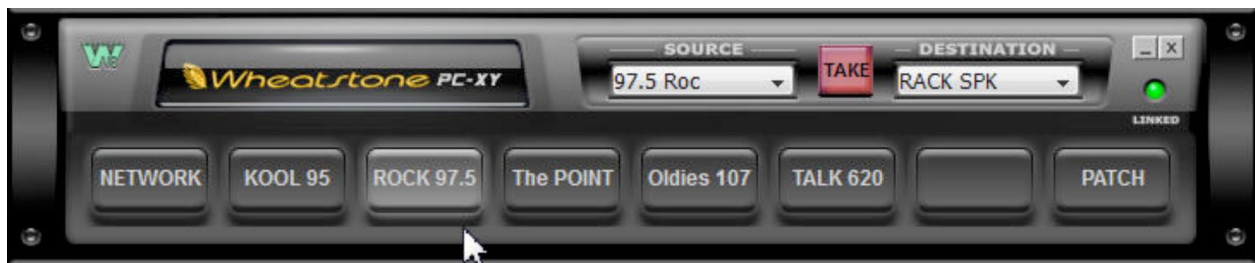 SOURCE DESTINATION _ X
Wheatstone PC-XY 97.5 Roc TAKE RACK SPK
LINKED
NETWORK KOOL 95 ROCK 97.5 The POINT Oldies 107 TALK 620 PATCH